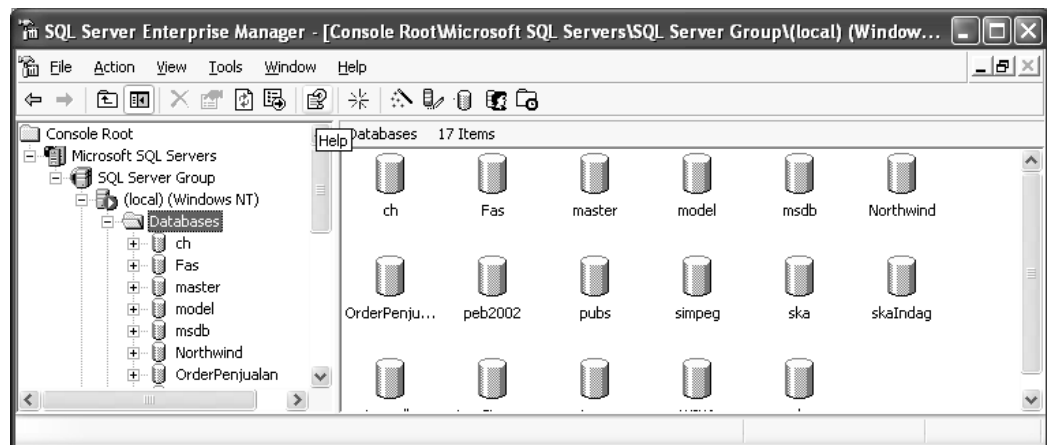 SQL Server Enterprise Manager - [Console Root\Microsoft SQL Servers\SQL Server Group\(local) (Window...
File Action View Tools Window Help
Console Root
Microsoft SQL Servers
SQL Server Group
(local) (Windows NT)
Databases
ch
Fas
master
model
msdb
Northwind
OrderPenjualan
Help
Databases 17 Items
ch Fas master model msdb Northwind
OrderPenju... peb2002 pubs simpeg ska skaIndag